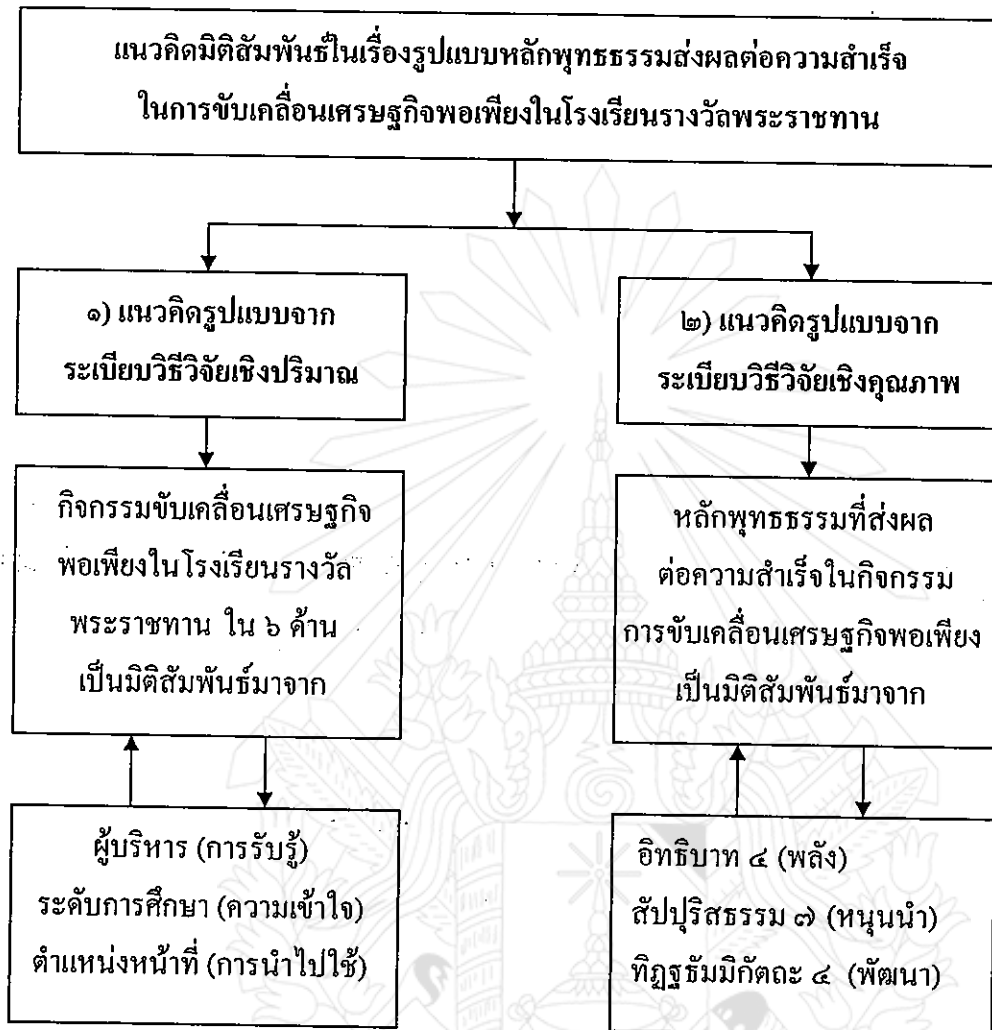 แนวคิดมิติสัมพันธ์ในเรื่องรูปแบบหลักพุทธธรรมส่งผลต่อความสำเร็จ
ในการขับเคลื่อนเศรษฐกิจพอเพียงในโรงเรียนรางวัลพระราชทาน
๑) แนวคิดรูปแบบจาก
ระเบียบวิธีวิจัยเชิงปริมาณ
๒) แนวคิดรูปแบบจาก
ระเบียบวิธีวิจัยเชิงคุณภาพ
กิจกรรมขับเคลื่อนเศรษฐกิจ
พอเพียงในโรงเรียนรางวัล
พระราชทาน ใน ๖ ด้าน
เป็นมิติสัมพันธ์มาจาก
หลักพุทธธรรมที่ส่งผล
ต่อความสำเร็จในกิจกรรม
การขับเคลื่อนเศรษฐกิจพอเพียง
เป็นมิติสัมพันธ์มาจาก
ผู้บริหาร (การรับรู้)
ระดับการศึกษา (ความเข้าใจ)
ตำแหน่งหน้าที่ (การนำไปใช้)
อิทธิบาท ๔ (พลัง)
สัปปุริสธรรม ๗ (หนุนนำ)
ทิฏฐธัมมิกัตถะ ๔ (พัฒนา)